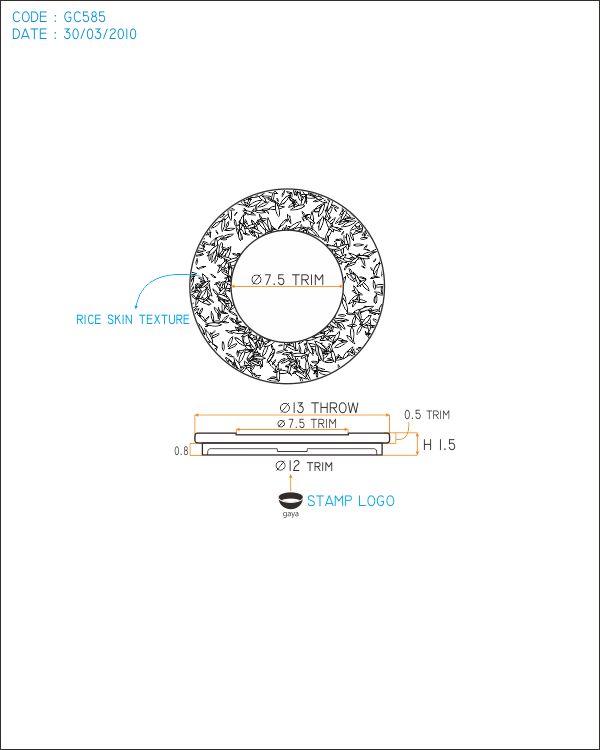 CODE : GC585
DATE : 30/03/2010
Ø7.5 TRIM
RICE SKIN TEXTURE
Ø13 THROW
Ø7.5 TRIM
0.5 TRIM
0.8
H 1.5
Ø12 TRIM
STAMP LOGO
gaya